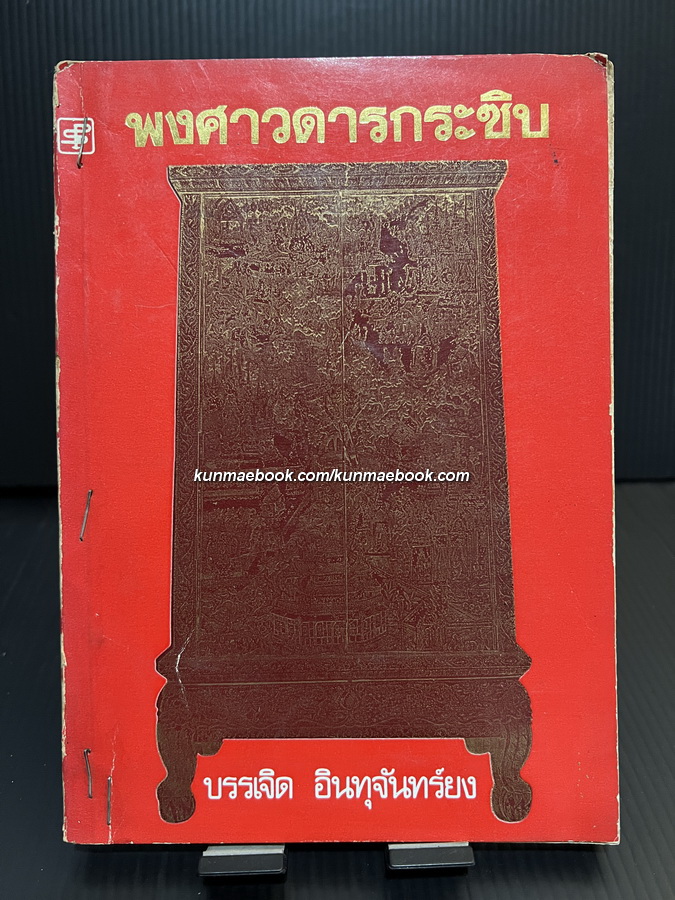 พงศาวดารกระซิบ
kunmaebook.com/kunmaebook.com
บรรเจิด อินทุจันทร์ยง